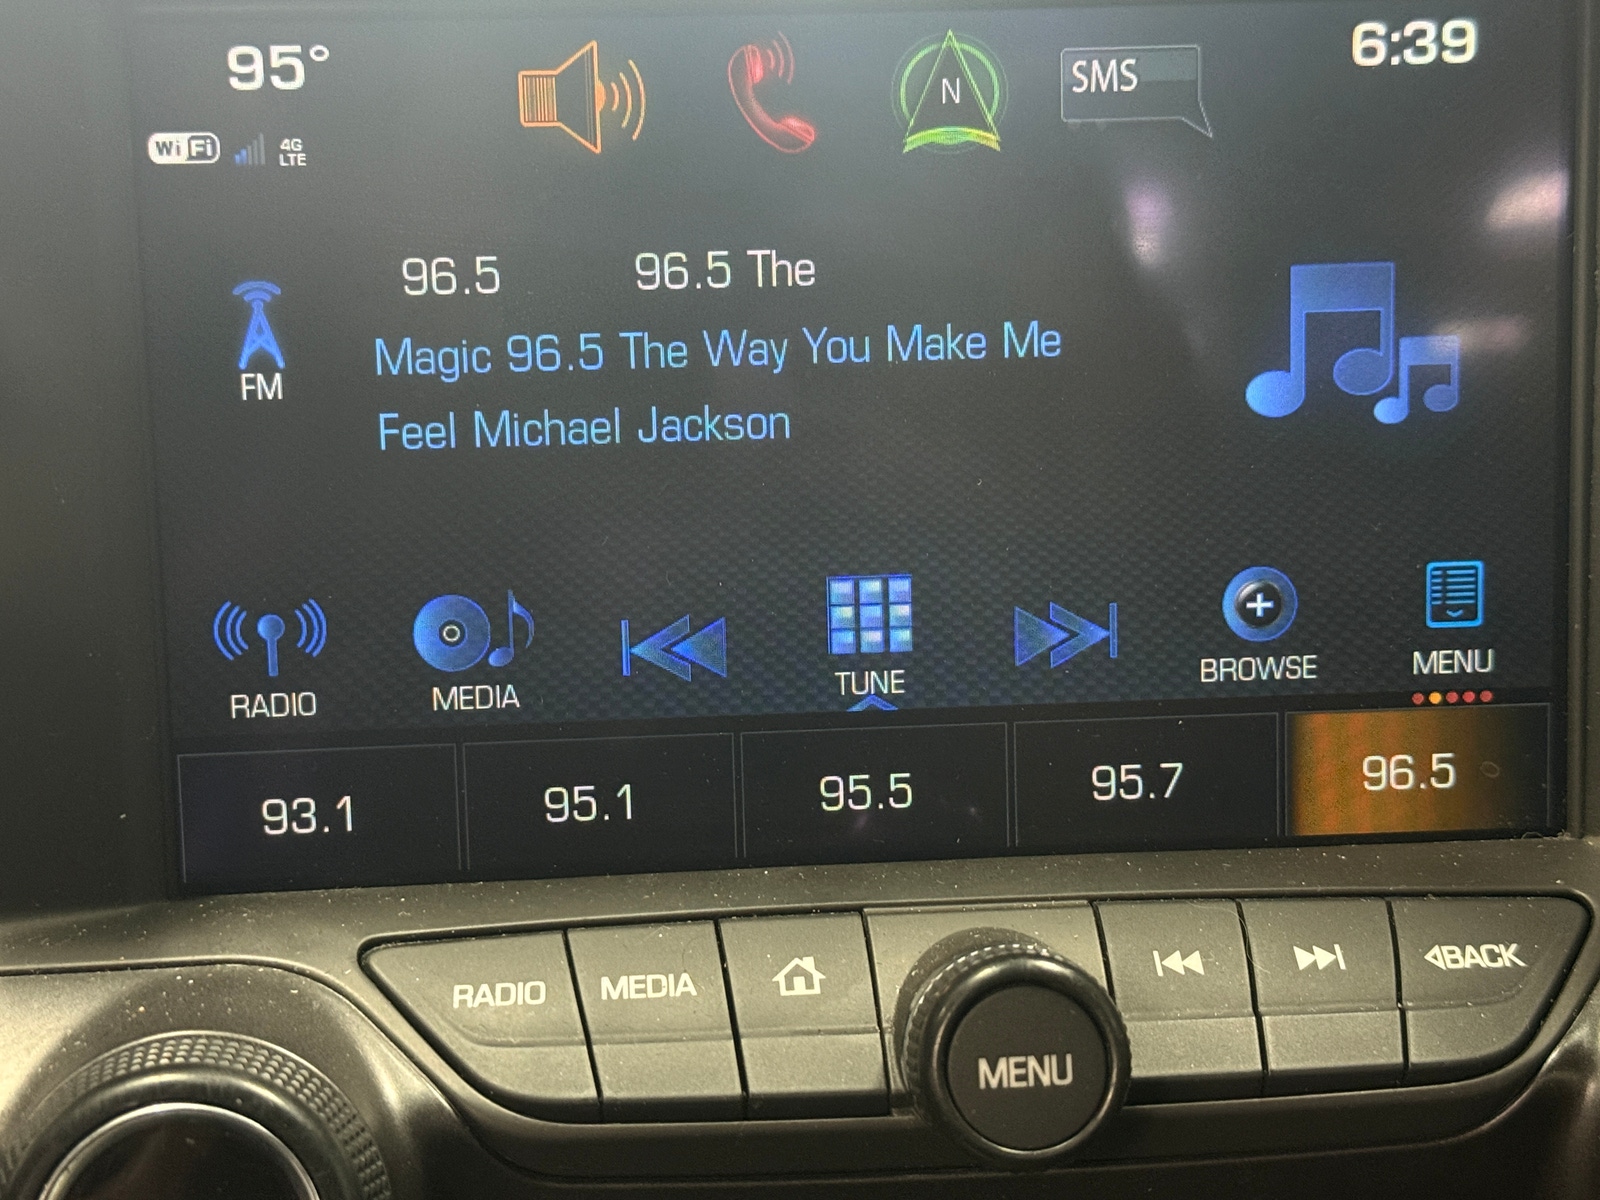 95° N SMS 6:39
WiFi 4G
LTE
96.5 96.5 The
Magic 96.5 The Way You Make Me
FM
Feel Michael Jackson
RADIO MEDIA TUNE BROWSE MENU
93.1 95.1 95.5 95.7 96.5
RADIO MEDIA BACK
MENU